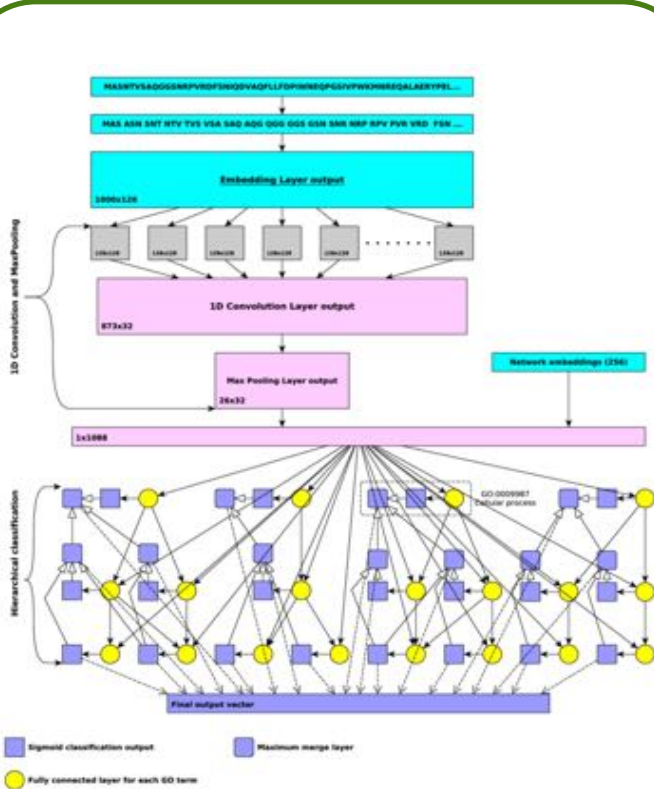 MASNTVSAQGGSNRPVRDFSNIQDVAQFLLFDPIWNEQPGSIVPWKMNREQALAERYPEL...
MAS ASN SNT NTV TVS VSA SAQ AQG QGG GGS GSN SNR NRP RPV PVR VRD FSN ...
Embedding Layer output
1000x128
128x128 128x128 128x128 128x128 128x128 128x128
1D Convolution and MaxPooling
1D Convolution Layer output
873x32
Max Pooling Layer output
26x32
Network embeddings (256)
1x1088
Hierarchical classification
GO:0009987
Cellular process
Final output vector
Sigmoid classification output
Maximum merge layer
Fully connected layer for each GO term